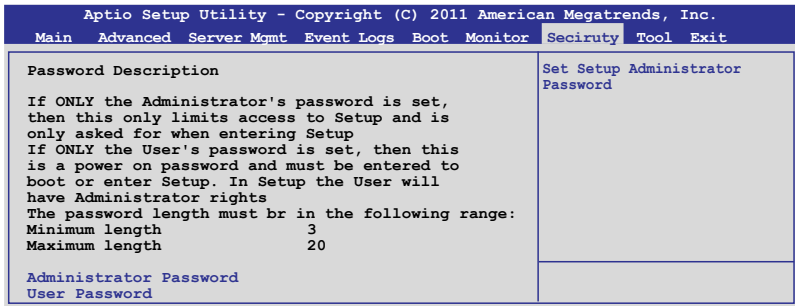 Aptio Setup Utility - Copyright (C) 2011 American Megatrends, Inc.
Main Advanced Server Mgmt Event Logs Boot Monitor Seciruty Tool Exit
Password Description
If ONLY the Administrator's password is set,
then this only limits access to Setup and is
only asked for when entering Setup
If ONLY the User's password is set, then this
is a power on password and must be entered to
boot or enter Setup. In Setup the User will
have Administrator rights
The password length must br in the following range:
Minimum length 3
Maximum length 20
Administrator Password
User Password
Set Setup Administrator
Password